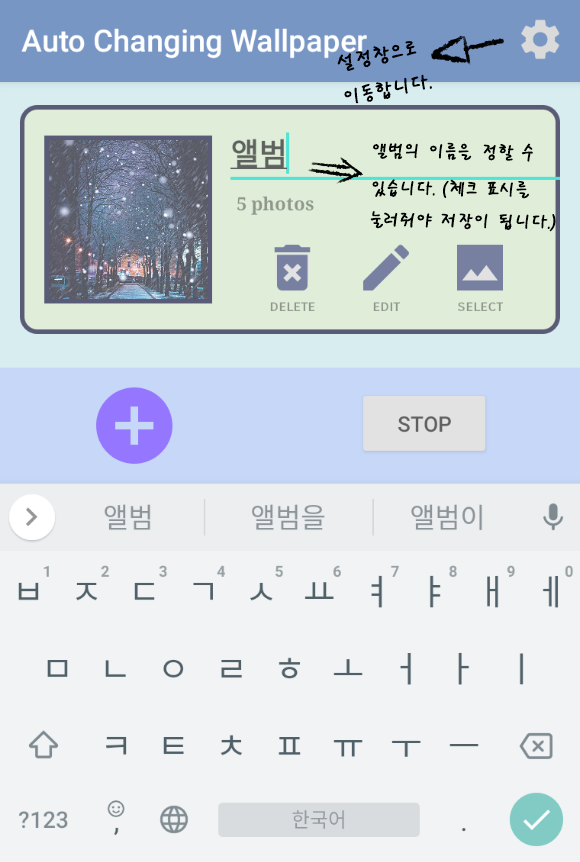 Auto Changing Wallpaper
설정창으로
이동합니다.
앨범
앨범의 이름을 정할 수
있습니다. (체크 표시를
눌러줘야 저장이 됩니다.)
5 photos
DELETE EDIT SELECT
STOP
앨범 앨범을 앨범이
1 2 3 4 5 6 7 8 9 0
ㅂ ㅈ ㄷ ㄱ ㅅ ㅛ ㅕ ㅑ ㅐ ㅔ
ㅁ ㄴ ㅇ ㄹ ㅎ ㅗ ㅓ ㅏ ㅣ
ㅋ ㅌ ㅊ ㅍ ㅠ ㅜ ㅡ
?123 , 한국어 .